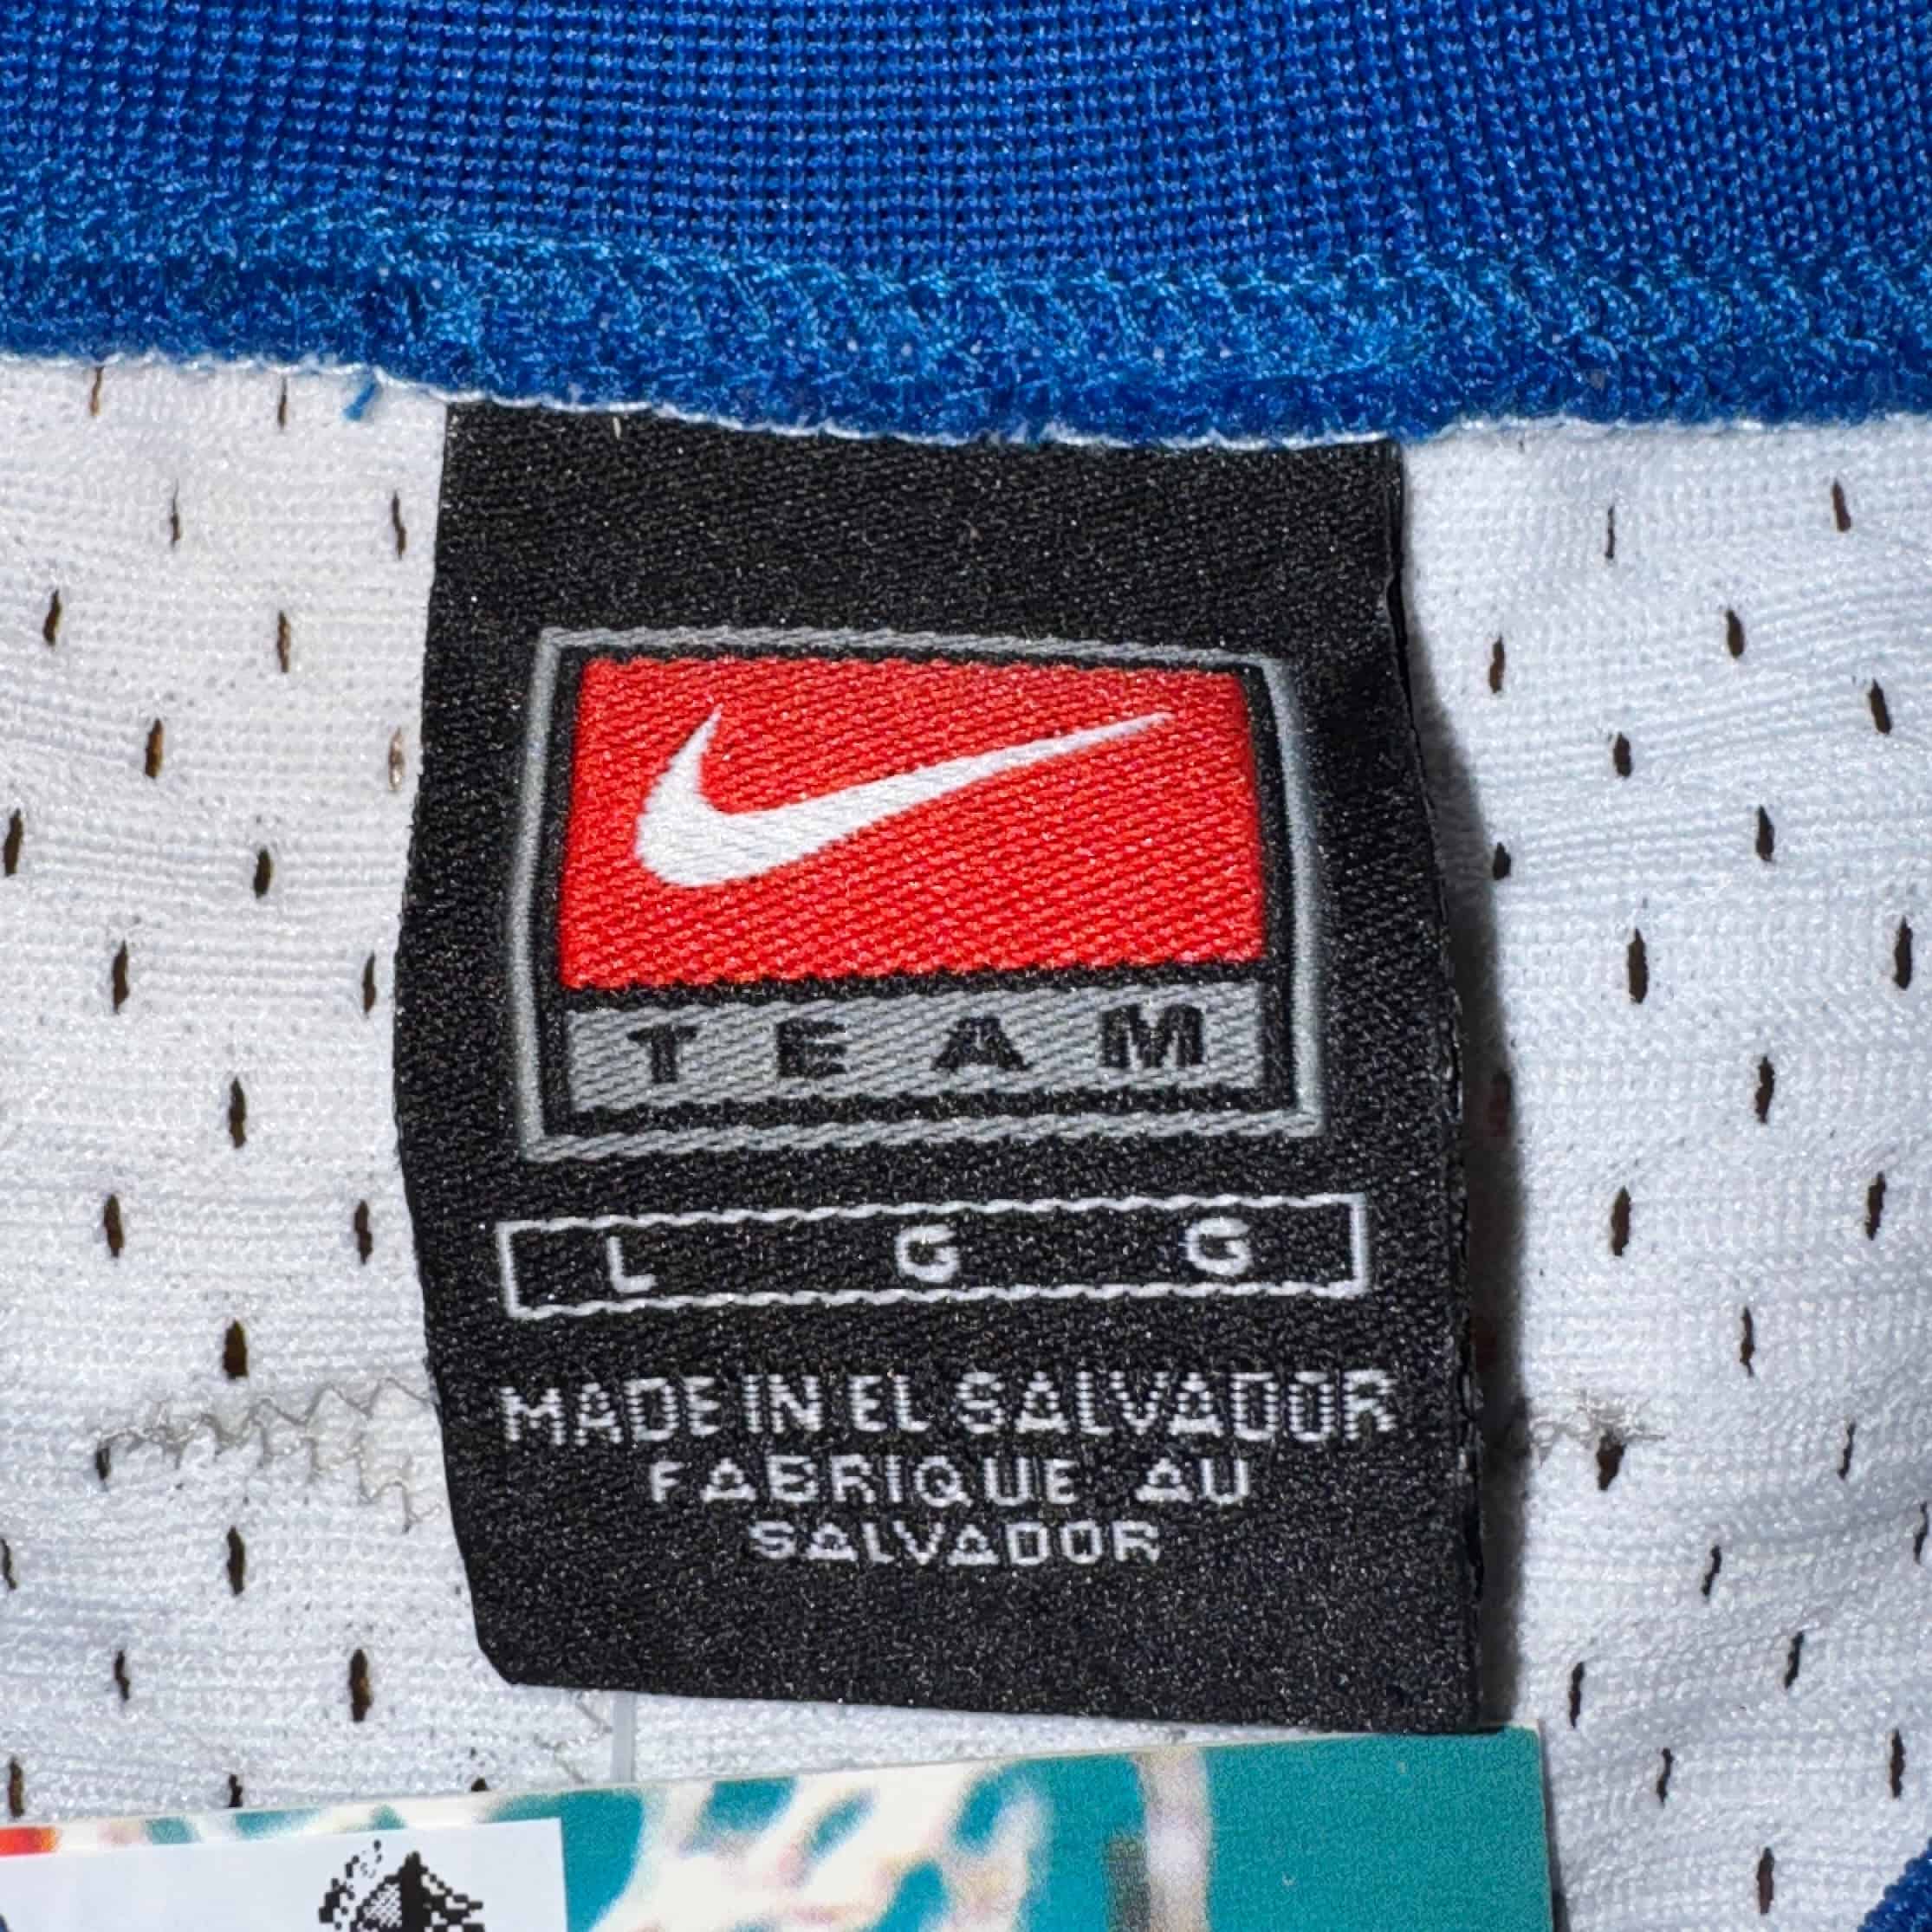 TEAM
L G G
MADE IN EL SALVADOR
FABRIQUE AU
SALVADOR